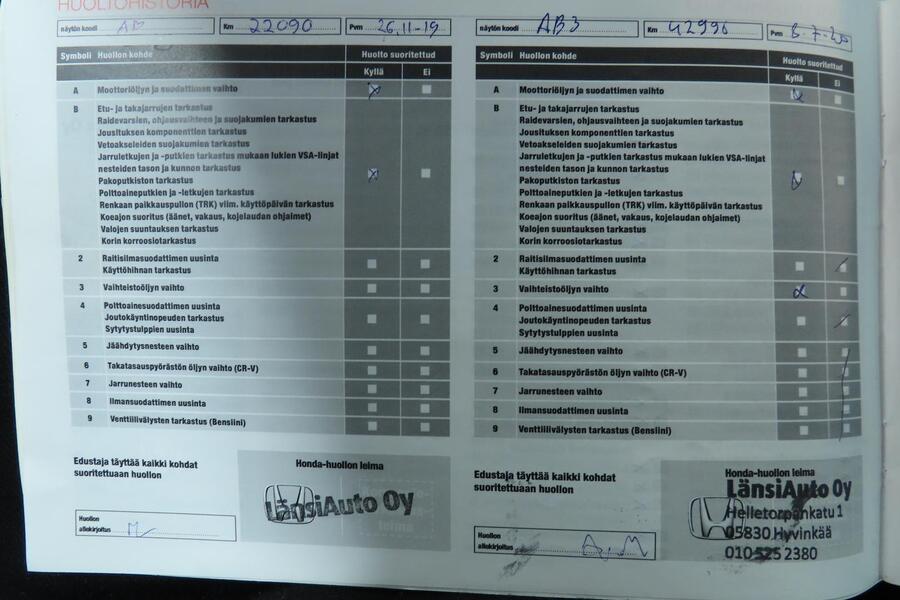 HUOLTOHISTORIA
näytön koodi AB Km 22090 Pvm 26.11-19
Symboli Huollon kohde Huolto suoritettud
Kyllä Ei
A Moottoriöljyn ja suodattimen vaihto
B Etu- ja takajarrujen tarkastus
Raidevarsien, ohjausvaihteen ja suojakumien tarkastus
Jousituksen komponenttien tarkastus
Vetoakseleiden suojakumien tarkastus
Jarruletkujen ja -putkien tarkastus mukaan lukien VSA-linjat
nesteiden tason ja kunnon tarkastus
Pakoputkiston tarkastus
Polttoaineputkien ja -letkujen tarkastus
Renkaan paikkauspullon (TRK) viim. käyttöpäivän tarkastus
Koeajon suoritus (äänet, vakaus, kojelaudan ohjaimet)
Valojen suuntauksen tarkastus
Korin korroosiotarkastus
2 Raitisilmasuodattimen uusinta
Käyttöhihnan tarkastus
3 Vaihteistoöljyn vaihto
4 Polttoainesuodattimen uusinta
Joutokäyntinopeuden tarkastus
Sytytystulppien uusinta
5 Jäähdytysnesteen vaihto
6 Takatasauspyörästön öljyn vaihto (CR-V)
7 Jarrunesteen vaihto
8 Ilmansuodattimen uusinta
9 Venttiilivälysten tarkastus (Bensiini)
Edustaja täyttää kaikki kohdat
suoritettuaan huollon
Honda-huollon leima
LänsiAuto Oy
leima
Huollon
allekirjoitus
näytön koodi AB3 Km 42996 Pvm 8-7-20
Symboli Huollon kohde Huolto suoritettud
Kyllä Ei
A Moottoriöljyn ja suodattimen vaihto
B Etu- ja takajarrujen tarkastus
Raidevarsien, ohjausvaihteen ja suojakumien tarkastus
Jousituksen komponenttien tarkastus
Vetoakseleiden suojakumien tarkastus
Jarruletkujen ja -putkien tarkastus mukaan lukien VSA-linjat
nesteiden tason ja kunnon tarkastus
Pakoputkiston tarkastus
Polttoaineputkien ja -letkujen tarkastus
Renkaan paikkauspullon (TRK) viim. käyttöpäivän tarkastus
Koeajon suoritus (äänet, vakaus, kojelaudan ohjaimet)
Valojen suuntauksen tarkastus
Korin korroosiotarkastus
2 Raitisilmasuodattimen uusinta
Käyttöhihnan tarkastus
3 Vaihteistoöljyn vaihto
4 Polttoainesuodattimen uusinta
Joutokäyntinopeuden tarkastus
Sytytystulppien uusinta
5 Jäähdytysnesteen vaihto
6 Takatasauspyörästön öljyn vaihto (CR-V)
7 Jarrunesteen vaihto
8 Ilmansuodattimen uusinta
9 Venttiilivälysten tarkastus (Bensiini)
Edustaja täyttää kaikki kohdat
suoritettuaan huollon
Honda-huollon leima
LänsiAuto Oy
Helletorpankatu 1
05830 Hyvinkää
010 525 2380
Huollon
allekirjoitus